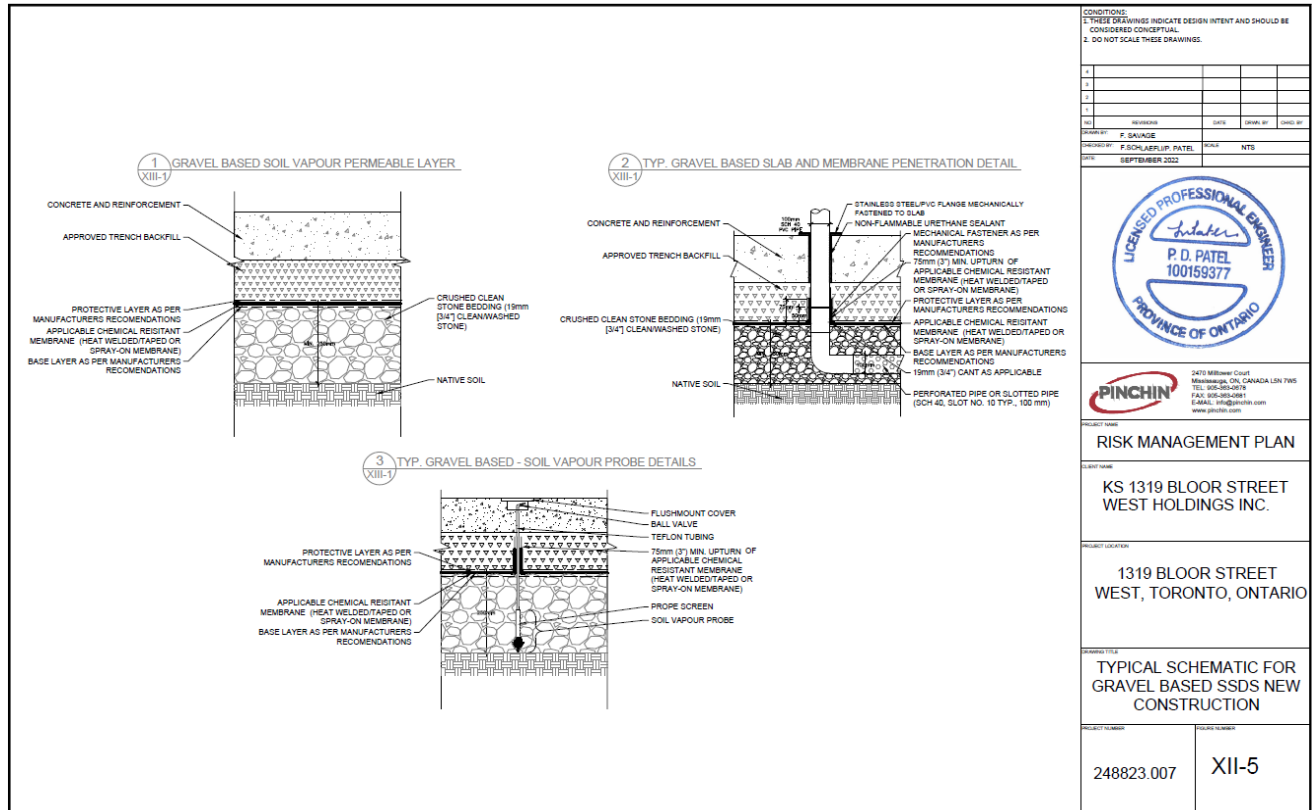 1
XIII-1
GRAVEL BASED SOIL VAPOUR PERMEABLE LAYER
CONCRETE AND REINFORCEMENT
APPROVED TRENCH BACKFILL
PROTECTIVE LAYER AS PER
MANUFACTURERS RECOMENDATIONS
APPLICABLE CHEMICAL REISITANT
MEMBRANE (HEAT WELDED/TAPED OR
SPRAY-ON MEMBRANE)
BASE LAYER AS PER MANUFACTURERS
RECOMENDATIONS
CRUSHED CLEAN
STONE BEDDING (19mm
[3/4"] CLEAN/WASHED
STONE)
NATIVE SOIL
2
XIII-1
TYP. GRAVEL BASED SLAB AND MEMBRANE PENETRATION DETAIL
CONCRETE AND REINFORCEMENT
APPROVED TRENCH BACKFILL
CRUSHED CLEAN STONE BEDDING (19mm
[3/4"] CLEAN/WASHED STONE)
NATIVE SOIL
100mm
SCH 40
PVC PIPE
STAINLESS STEEL/PVC FLANGE MECHANICALLY
FASTENED TO SLAB
NON-FLAMMABLE URETHANE SEALANT
MECHANICAL FASTENER AS PER
MANUFACTURERS
RECOMMENDATIONS
75mm (3") MIN. UPTURN OF
APPLICABLE CHEMICAL RESISTANT
MEMBRANE (HEAT WELDED/TAPED
OR SPRAY-ON MEMBRANE)
PROTECTIVE LAYER AS PER
MANUFACTURERS RECOMMENDATIONS
APPLICABLE CHEMICAL REISITANT
MEMBRANE (HEAT WELDED/TAPED OR
SPRAY-ON MEMBRANE)
BASE LAYER AS PER MANUFACTURERS
RECOMMENDATIONS
19mm (3/4") CANT AS APPLICABLE
PERFORATED PIPE OR SLOTTED PIPE
(SCH 40, SLOT NO. 10 TYP., 100 mm)
3
XIII-1
TYP. GRAVEL BASED - SOIL VAPOUR PROBE DETAILS
PROTECTIVE LAYER AS PER
MANUFACTURERS RECOMENDATIONS
APPLICABLE CHEMICAL REISITANT
MEMBRANE (HEAT WELDED/TAPED OR
SPRAY-ON MEMBRANE)
BASE LAYER AS PER MANUFACTURERS
RECOMENDATIONS
FLUSHMOUNT COVER
BALL VALVE
TEFLON TUBING
75mm (3") MIN. UPTURN OF
APPLICABLE CHEMICAL
RESISTANT MEMBRANE
(HEAT WELDED/TAPED OR
SPRAY-ON MEMBRANE)
PROPE SCREEN
SOIL VAPOUR PROBE
CONDITIONS:
1. THESE DRAWINGS INDICATE DESIGN INTENT AND SHOULD BE
CONSIDERED CONCEPTUAL.
2. DO NOT SCALE THESE DRAWINGS.
4
3
2
1
NO REVISIONS DATE DRWN. BY CHKD. BY
DRAWN BY: F. SAVAGE
CHECKED BY: F.SCHLAEFLI/P. PATEL SCALE NTS
DATE SEPTEMBER 2022
LICENSED PROFESSIONAL ENGINEER
P. D. PATEL
100159377
PROVINCE OF ONTARIO
PINCHIN
2470 Milltower Court
Mississauga, ON, CANADA L5N 7W5
TEL: 905-363-0678
FAX: 905-363-0681
E-MAIL: info@pinchin.com
www.pinchin.com
PROJECT NAME
RISK MANAGEMENT PLAN
CLIENT NAME
KS 1319 BLOOR STREET
WEST HOLDINGS INC.
PROJECT LOCATION
1319 BLOOR STREET
WEST, TORONTO, ONTARIO
DRAWING TITLE
TYPICAL SCHEMATIC FOR
GRAVEL BASED SSDS NEW
CONSTRUCTION
PROJECT NUMBER
248823.007
FIGURE NUMBER
XII-5